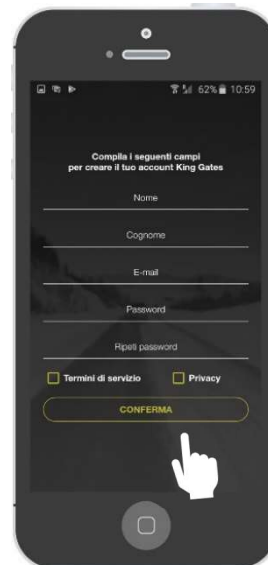 62% 10:59
Compila i seguenti campi
per creare il tuo account King Gates
Nome
Cognome
E-mail
Password
Ripeti password
Termini di servizio Privacy
CONFERMA